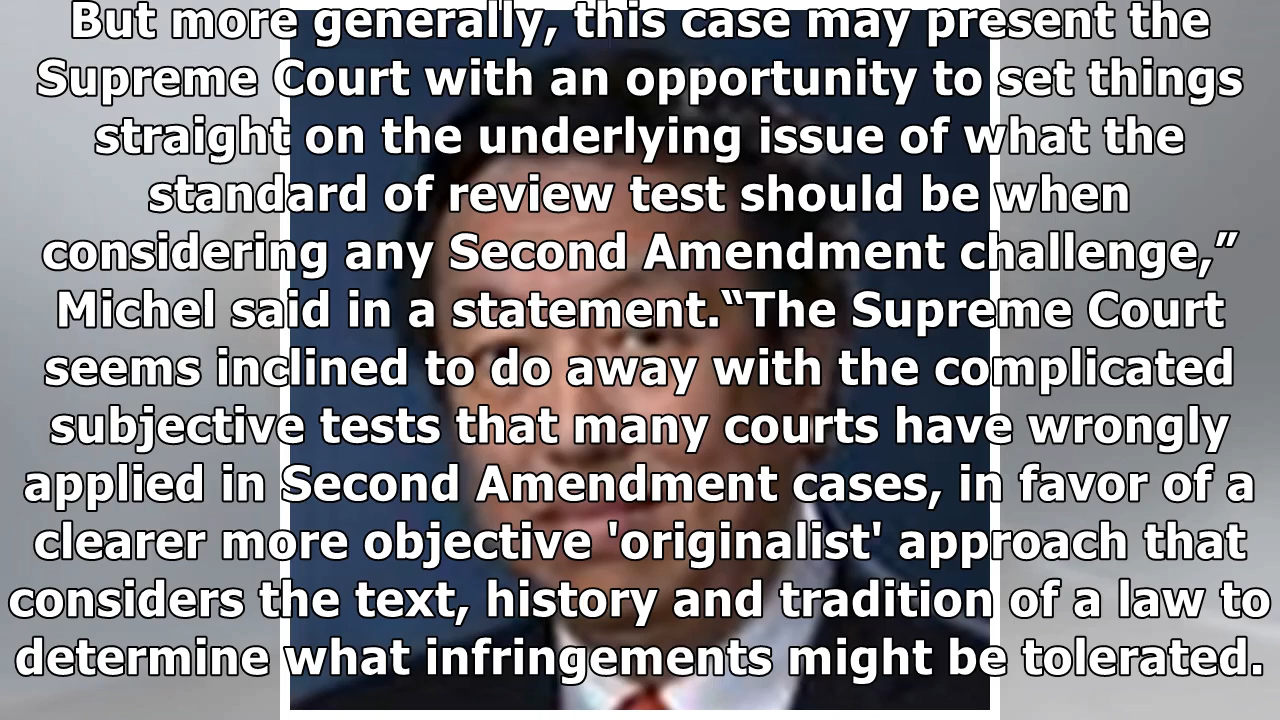 But more generally, this case may present the
Supreme Court with an opportunity to set things
straight on the underlying issue of what the
standard of review test should be when
considering any Second Amendment challenge,”
Michel said in a statement.“The Supreme Court
seems inclined to do away with the complicated
subjective tests that many courts have wrongly
applied in Second Amendment cases, in favor of a
clearer more objective 'originalist' approach that
considers the text, history and tradition of a law to
determine what infringements might be tolerated.